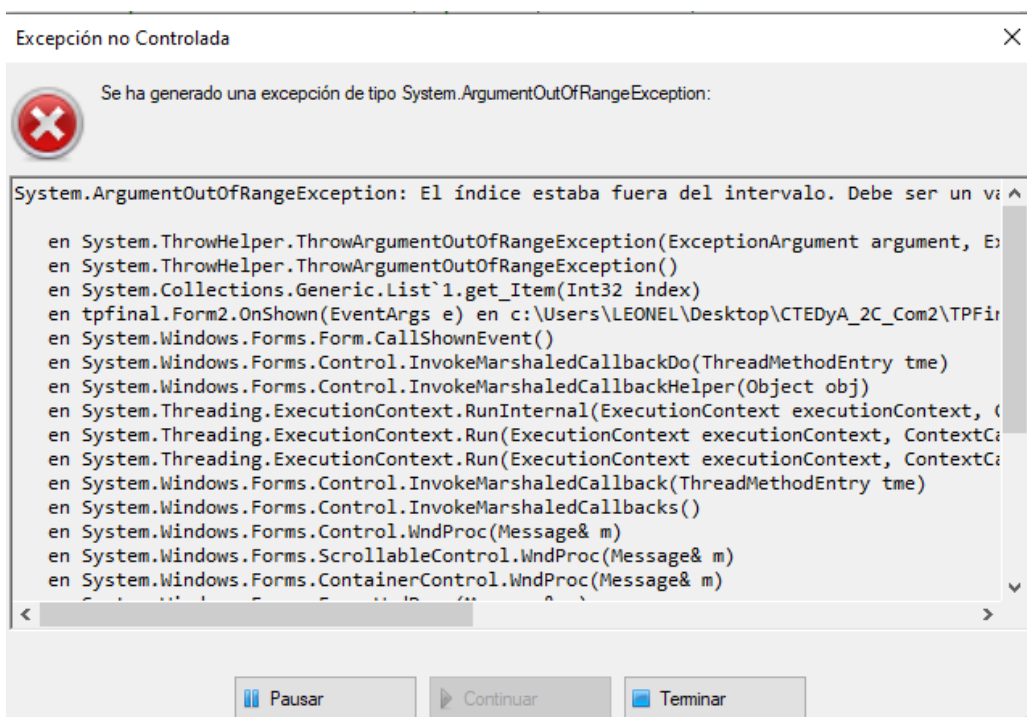 Excepción no Controlada
Se ha generado una excepción de tipo System.ArgumentOutOfRangeException:
System.ArgumentOutOfRangeException: El índice estaba fuera del intervalo. Debe ser un
en System.ThrowHelper.ThrowArgumentOutOfRangeException(ExceptionArgument argument,
en System.ThrowHelper.ThrowArgumentOutOfRangeException()
en System.Collections.Generic.List`1.get_Item(Int32 index)
en tpfinal.Form2.OnShown(EventArgs e) en c:\Users\LEONEL\Desktop\CTEDyA_2C_Com2\
en System.Windows.Forms.Form.CallShownEvent()
en System.Windows.Forms.Control.InvokeMarshaledCallbackDo(ThreadMethodEntry tme)
en System.Windows.Forms.Control.InvokeMarshaledCallbackHelper(Object obj)
en System.Threading.ExecutionContext.RunInternal(ExecutionContext executionContext,
en System.Threading.ExecutionContext.Run(ExecutionContext executionContext,
en System.Threading.ExecutionContext.Run(ExecutionContext executionContext,
en System.Windows.Forms.Control.InvokeMarshaledCallback(ThreadMethodEntry tme)
en System.Windows.Forms.Control.InvokeMarshaledCallbacks()
en System.Windows.Forms.Control.WndProc(Message& m)
en System.Windows.Forms.ScrollableControl.WndProc(Message& m)
en System.Windows.Forms.ContainerControl.WndProc(Message& m)
Pausar
Continuar
Terminar